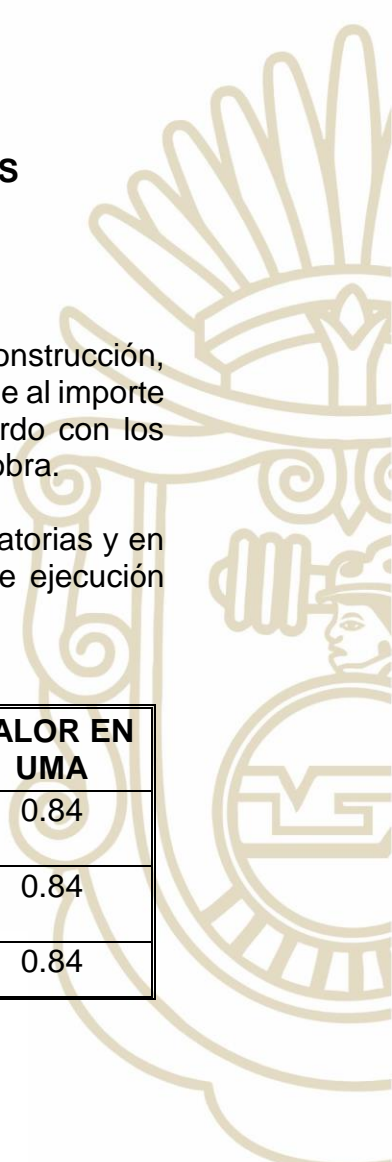 S
onstrucción,
e al importe
rdo con los
obra.
atorias y en
e ejecución
ALOR EN
UMA
0.84
0.84
0.84